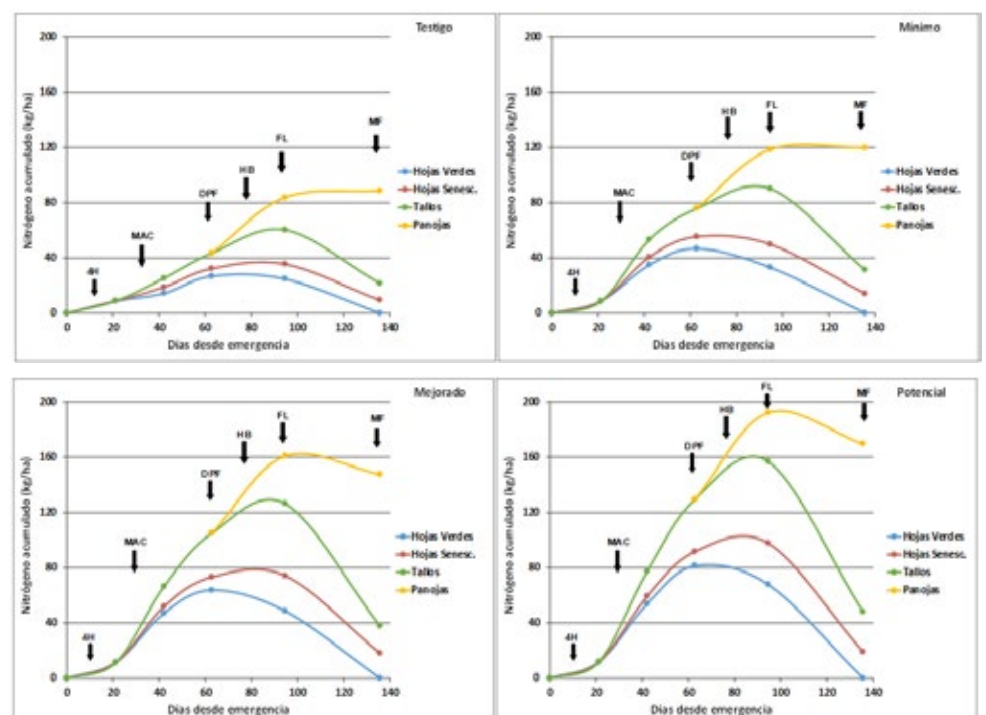 Testigo
Nitrógeno acumulado (kg/ha)
200
160
120
80
40
0
4H
MAC
DPF
HB
FL
MF
Hojas Verdes
Hojas Senesc.
Tallos
Panojas
0 20 40 60 80 100 120 140
Días desde emergencia
Mínimo
Nitrógeno acumulado (kg/ha)
200
160
120
80
40
0
4H
MAC
DPF
HB
FL
MF
Hojas Verdes
Hojas Senesc.
Tallos
Panojas
0 20 40 60 80 100 120 140
Días desde emergencia
Mejorado
Nitrógeno acumulado (kg/ha)
200
160
120
80
40
0
4H
MAC
DPF
HB
FL
MF
Hojas Verdes
Hojas Senesc.
Tallos
Panojas
0 20 40 60 80 100 120 140
Días desde emergencia
Potencial
Nitrógeno acumulado (kg/ha)
200
160
120
80
40
0
4H
MAC
DPF
HB
FL
MF
Hojas Verdes
Hojas Senesc.
Tallos
Panojas
0 20 40 60 80 100 120 140
Días desde emergencia